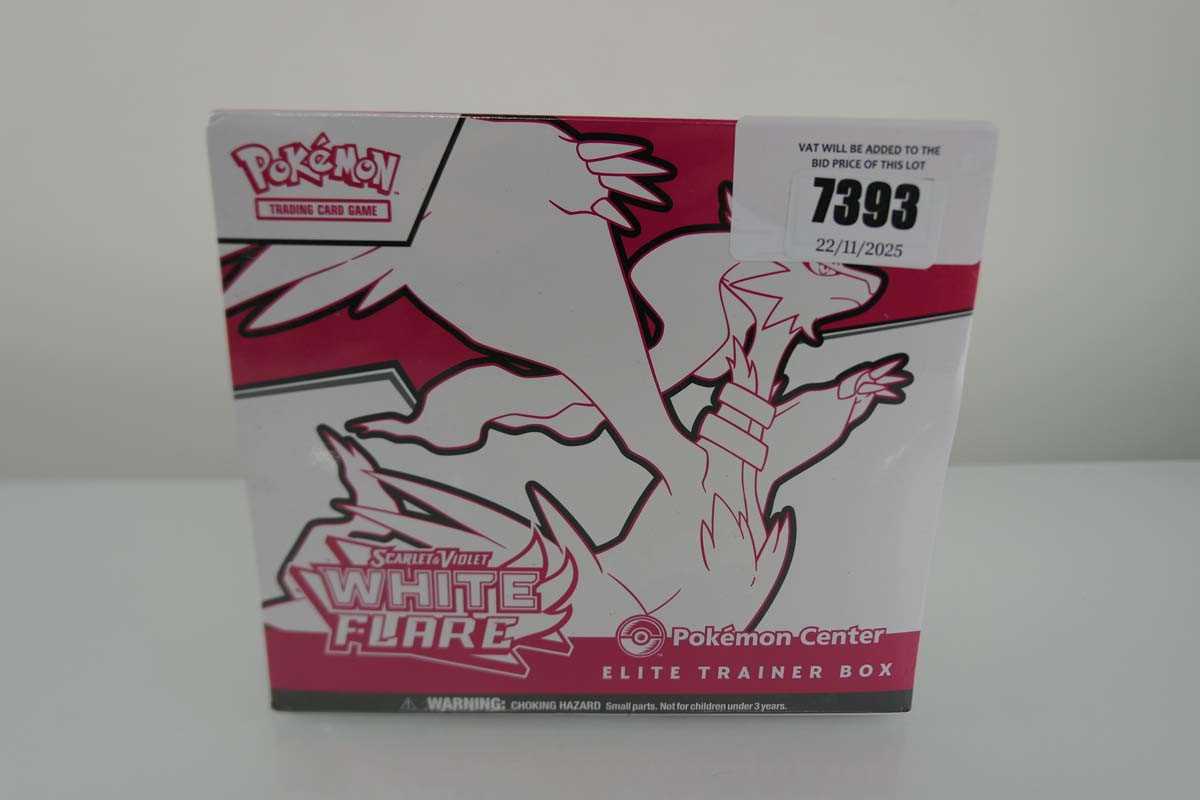 POKéMON
TRADING CARD GAME
VAT WILL BE ADDED TO THE
BID PRICE OF THIS LOT
7393
22/11/2025
SCARLET & VIOLET
WHITE
FLARE
Pokémon Center
ELITE TRAINER BOX
WARNING: CHOKING HAZARD Small parts. Not for children under 3 years.